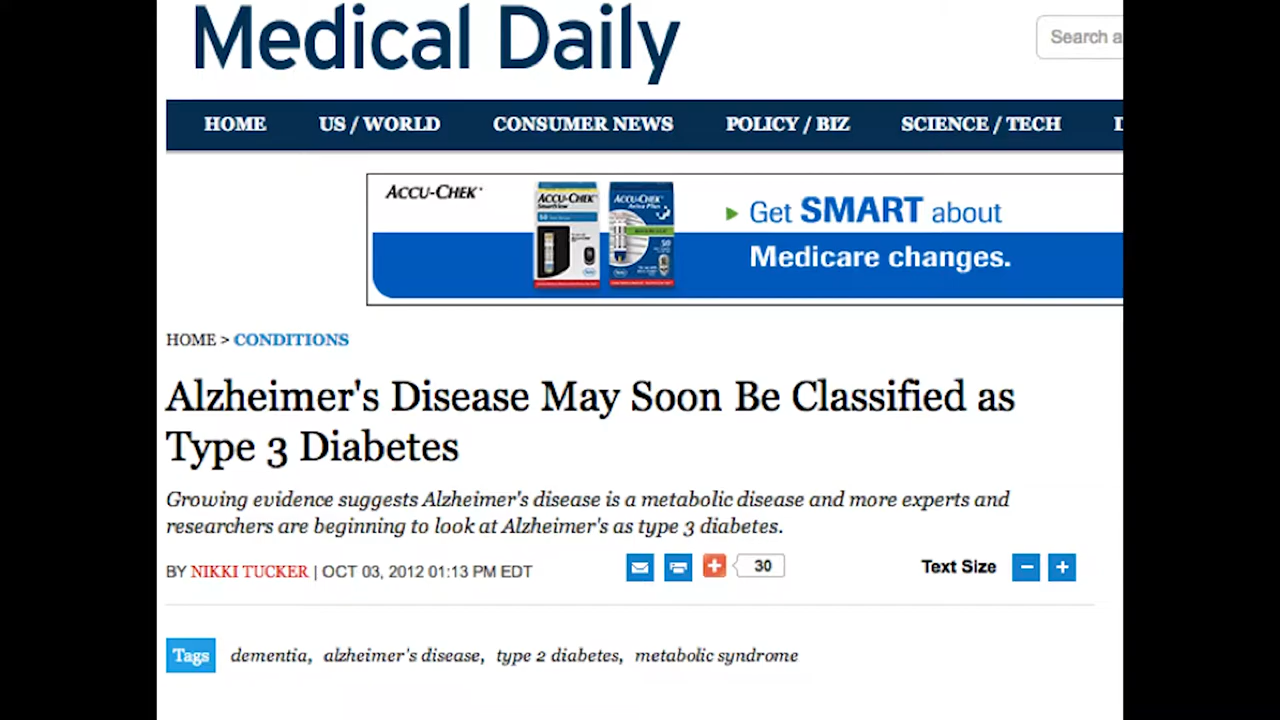 Medical Daily
Search a
HOME US / WORLD CONSUMER NEWS POLICY / BIZ SCIENCE / TECH
ACCU-CHEK
ACCU-CHEK
ACCU-CHEK
Get SMART about
Medicare changes.
HOME > CONDITIONS
Alzheimer's Disease May Soon Be Classified as
Type 3 Diabetes
Growing evidence suggests Alzheimer's disease is a metabolic disease and more experts and
researchers are beginning to look at Alzheimer's as type 3 diabetes.
BY NIKKI TUCKER | OCT 03, 2012 01:13 PM EDT
30
Text Size
Tags dementia, alzheimer's disease, type 2 diabetes, metabolic syndrome